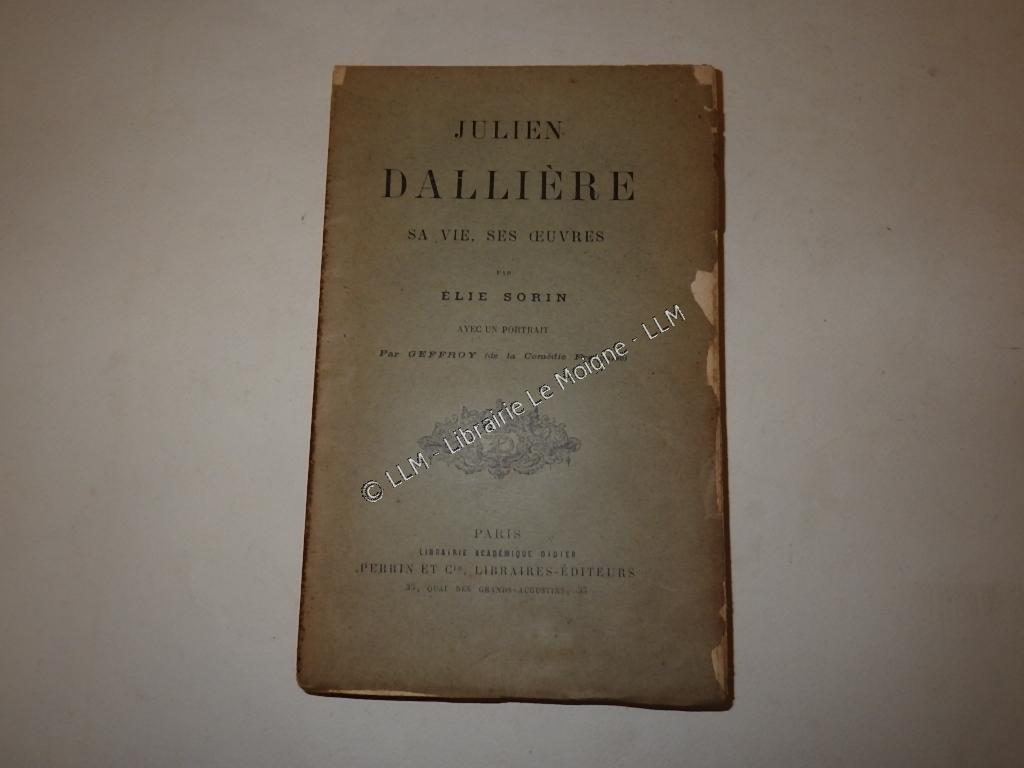 JULIEN
DALLIÈRE
SA VIE, SES ŒUVRES
PAR
ÉLIE SORIN
AVEC UN PORTRAIT
Par GEFFROY (de la Comédie
© LLM - Librairie Le Moigne - LLM
PARIS
LIBRAIRIE ACADÉMIQUE DIDIER
PERRIN ET Cie, LIBRAIRES-ÉDITEURS
35, QUAI DES GRANDS-AUGUSTINS, 35